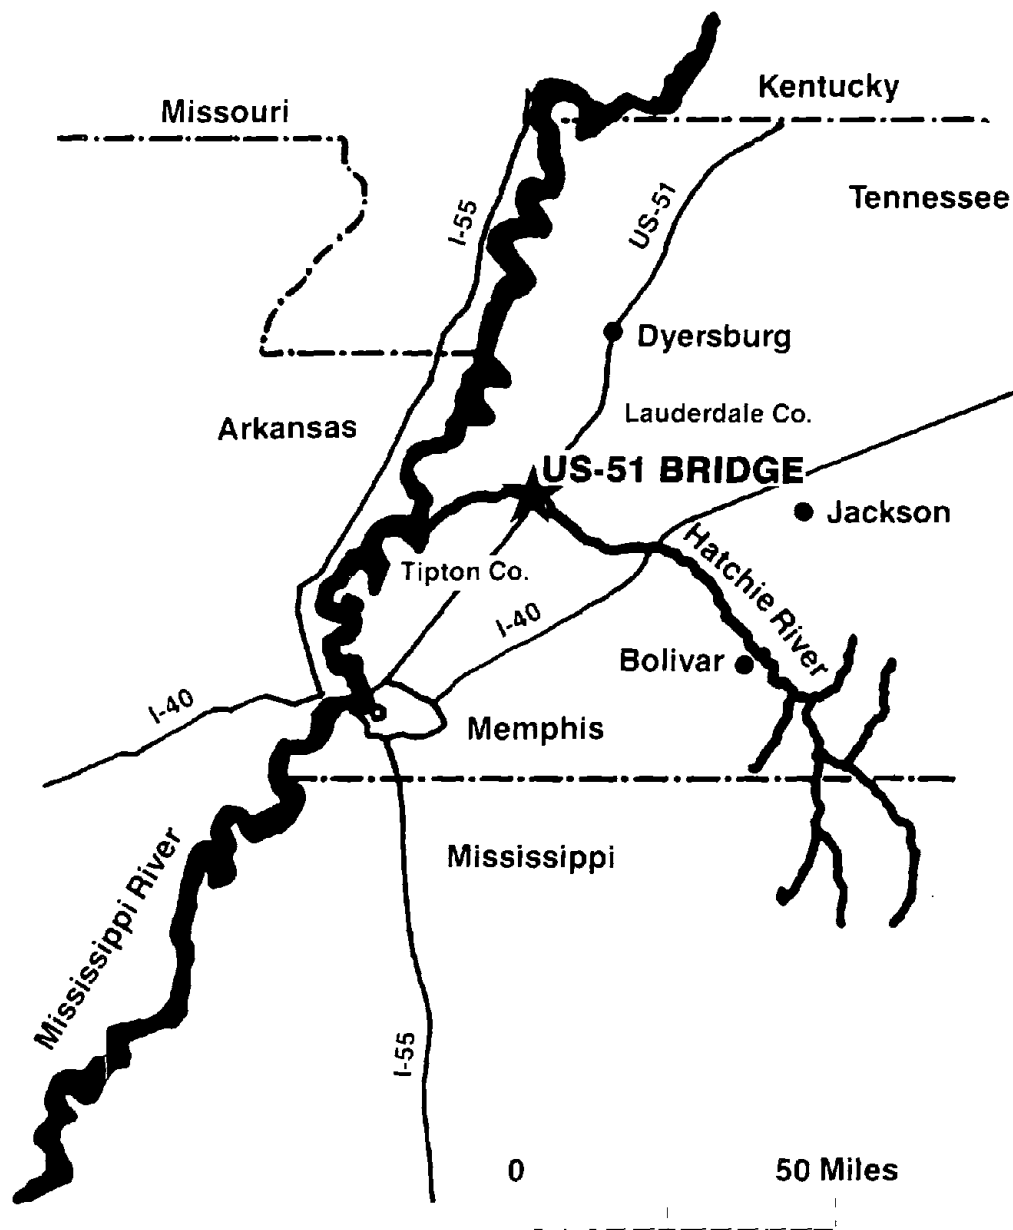 Kentucky
Missouri
Tennessee
I-55
US-51
Dyersburg
Lauderdale Co.
Arkansas
US-51 BRIDGE
Jackson
Hatchie River
Tipton Co.
I-40
Bolivar
I-40
Memphis
Mississippi
Mississippi River
I-55
0 50 Miles